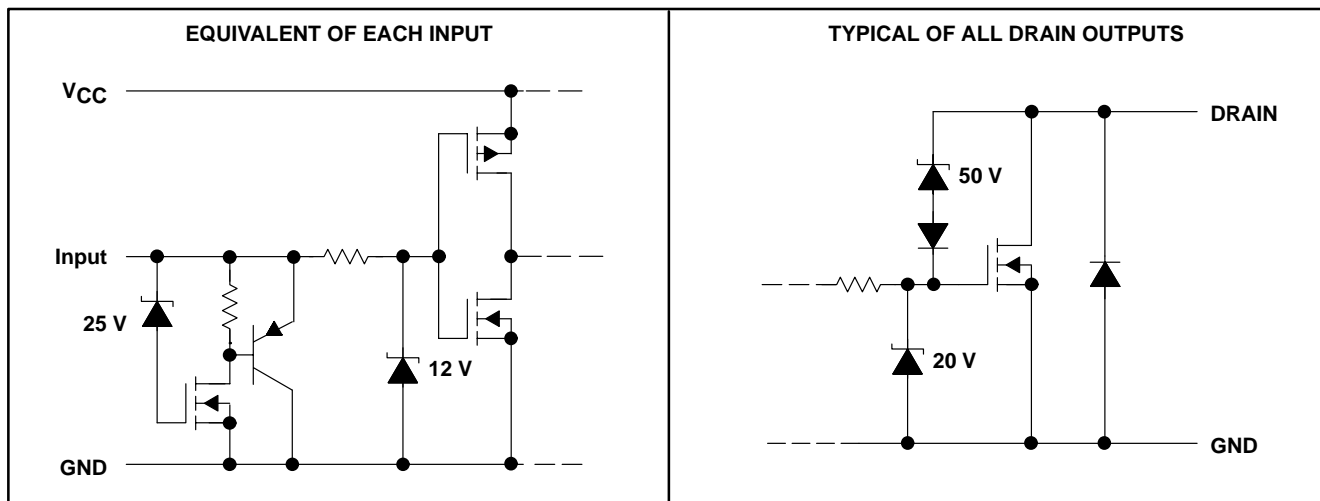 EQUIVALENT OF EACH INPUT
VCC
Input
25 V
12 V
GND
TYPICAL OF ALL DRAIN OUTPUTS
DRAIN
50 V
20 V
GND